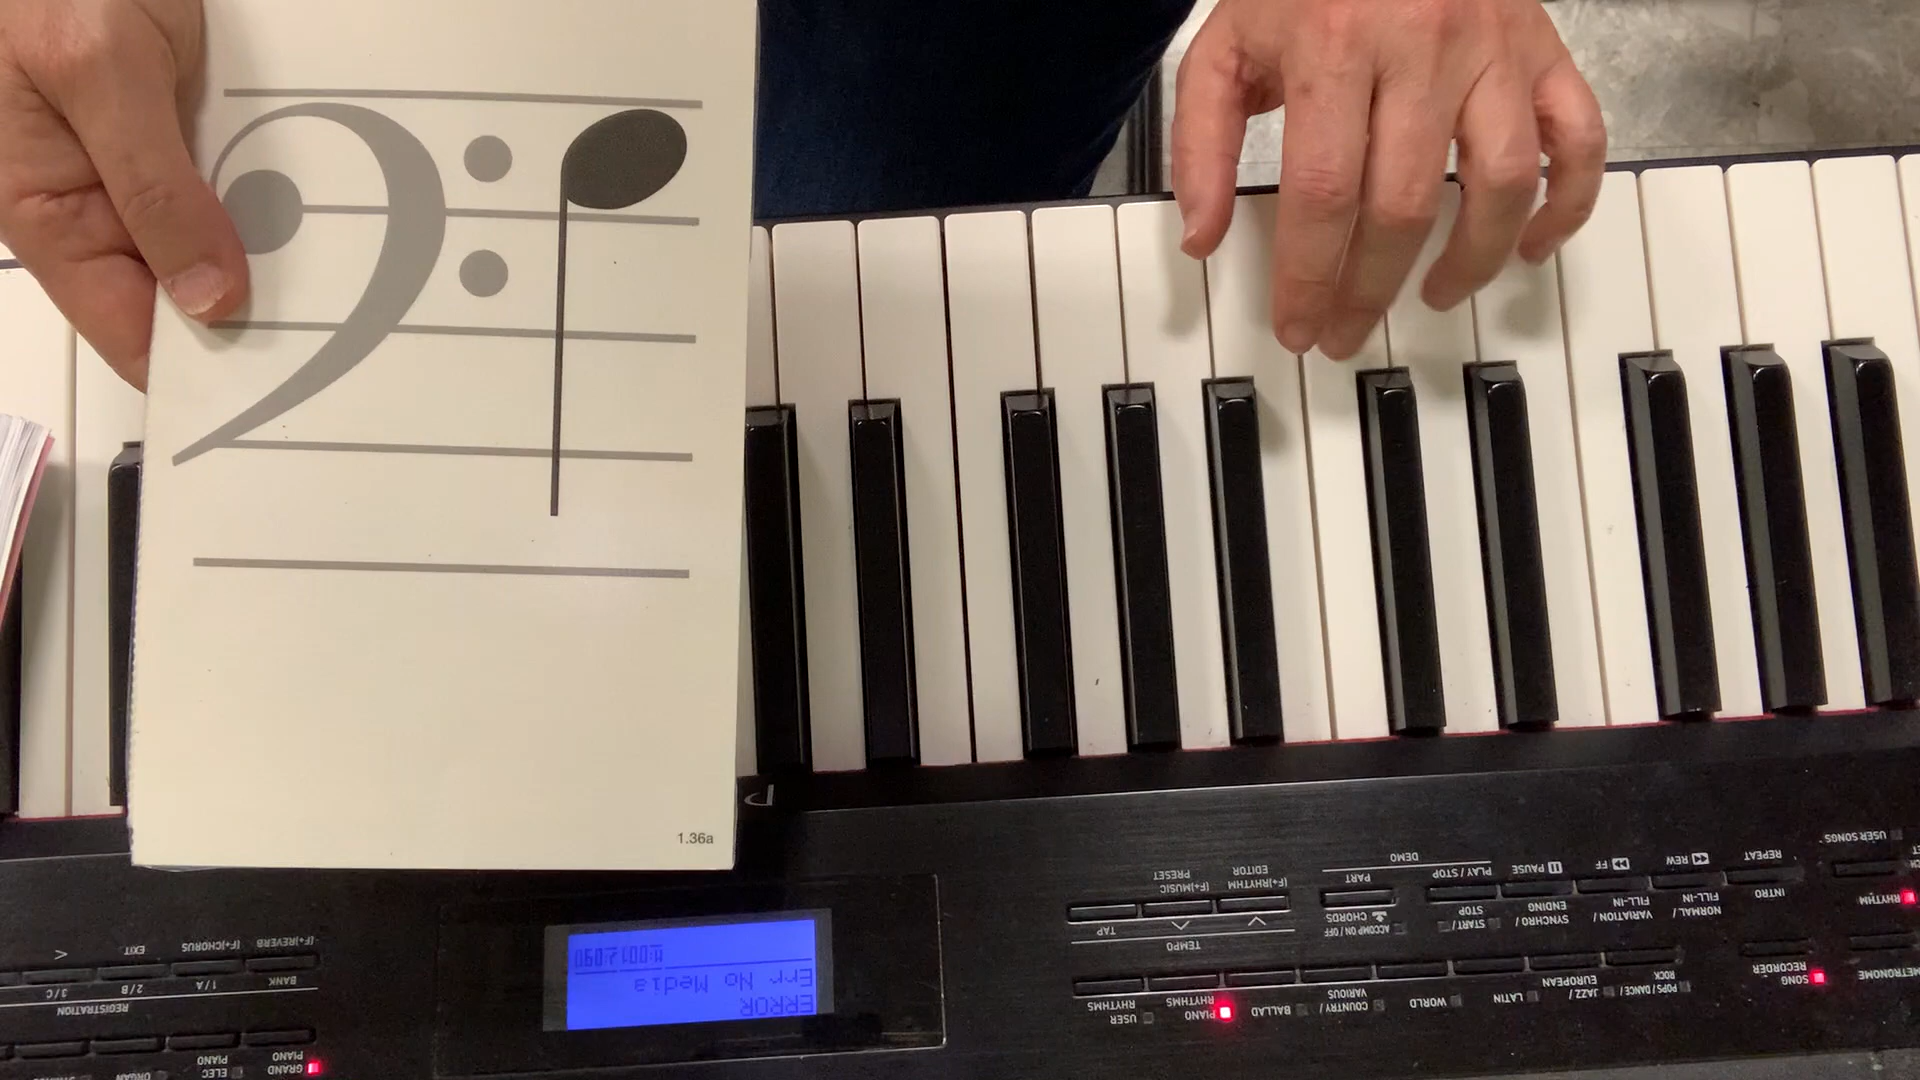 1.36a
P
[F+]REVERB
[F+]CHORUS
EXIT
<
BANK
1/A
2/B
3/C
REGISTRATION
GRAND PIANO
ELEC PIANO
ORGAN
ERROR
Err No Media
M:001:090
DEMO
[F+]RHYTHM EDITOR
[F+]MUSIC PRESET
PART
PLAY / STOP
PAUSE
FF
REW
REPEAT
USER SONGS
TAP
TEMPO
ACCOMP ON / OFF
CHORDS
START / STOP
SYNCHRO / ENDING
VARIATION / FILL-IN
NORMAL / FILL-IN
INTRO
RHYTHM
USER RHYTHMS
PIANO RHYTHMS
BALLAD
COUNTRY / VARIOUS
WORLD
LATIN
JAZZ / EUROPEAN
POPS / DANCE / ROCK
SONG RECORDER
METRONOME